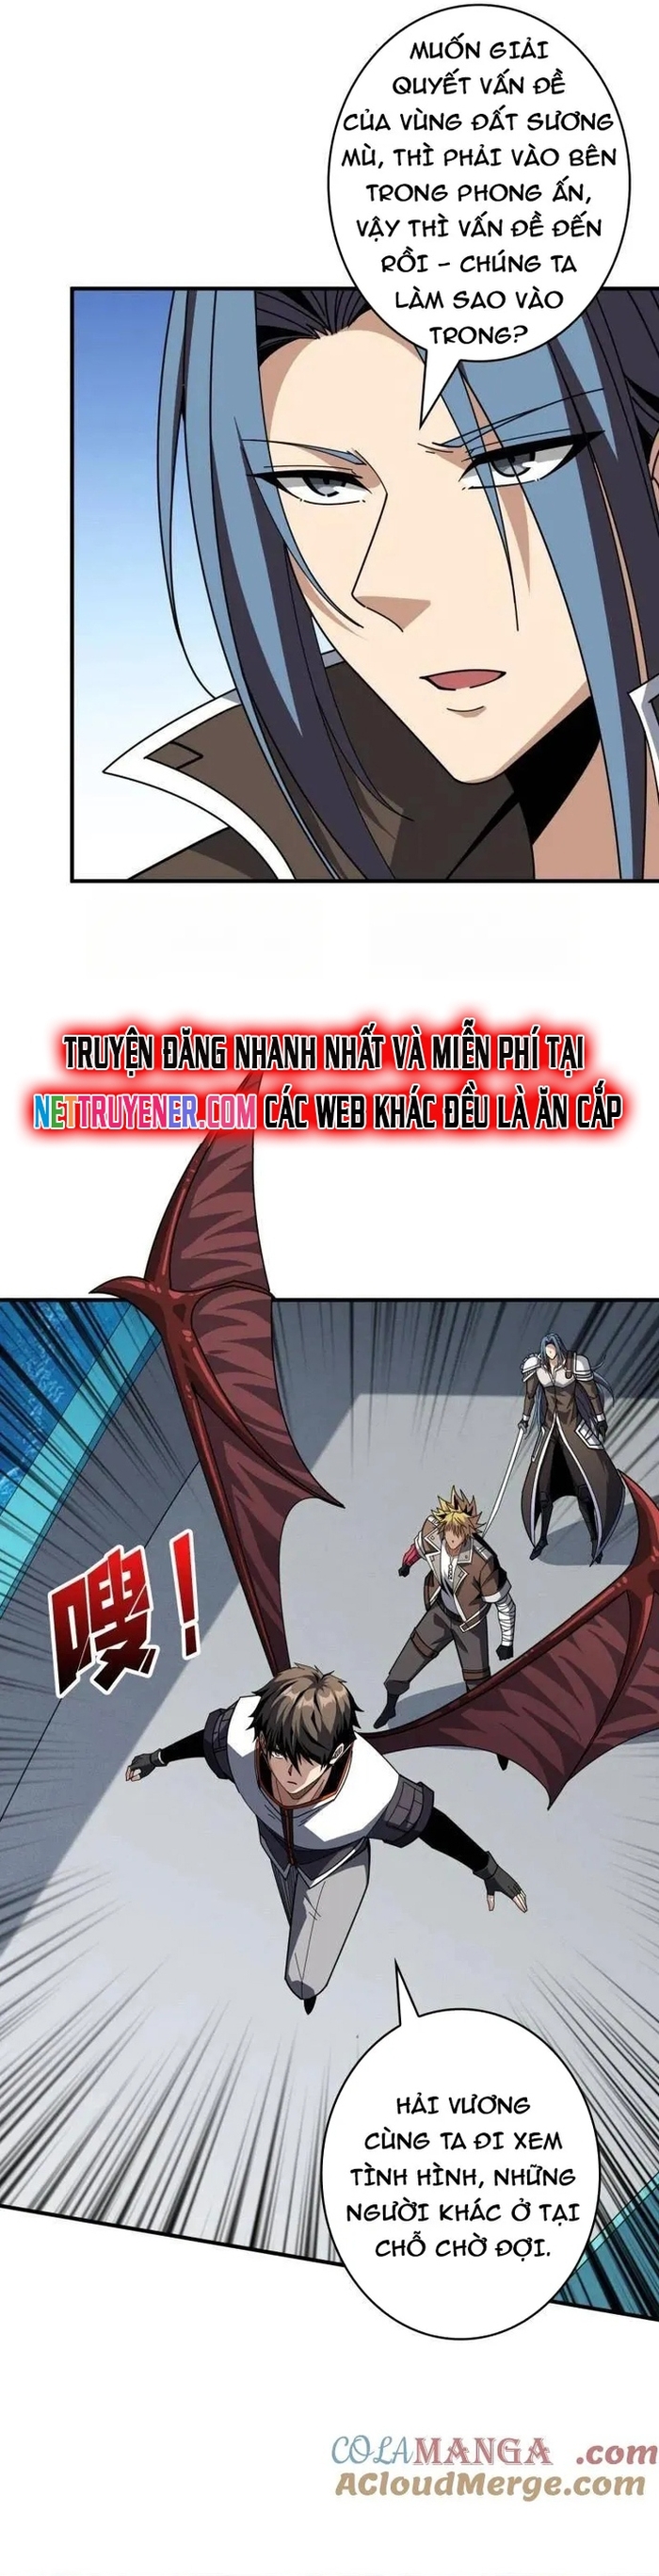 MUỐN GIẢI
QUYẾT VẤN ĐỀ
CỦA VÙNG ĐẤT SƯƠNG
MÙ, THÌ PHẢI VÀO BÊN
TRONG PHONG ẤN,
VẬY THÌ VẤN ĐỀ ĐẾN
RỒI - CHÚNG TA
LÀM SAO VÀO
TRONG?
TRUYỆN ĐĂNG NHANH NHẤT VÀ MIỄN PHÍ TẠI
NETTRUYENER.COM CÁC WEB KHÁC ĐỀU LÀ ĂN CẮP
嗖!
HẢI VƯƠNG
CÙNG TA ĐI XEM
TÌNH HÌNH, NHỮNG
NGƯỜI KHÁC Ở TẠI
CHỖ CHỜ ĐỢI.
COLAMANGA .com
ACloudMerge.com